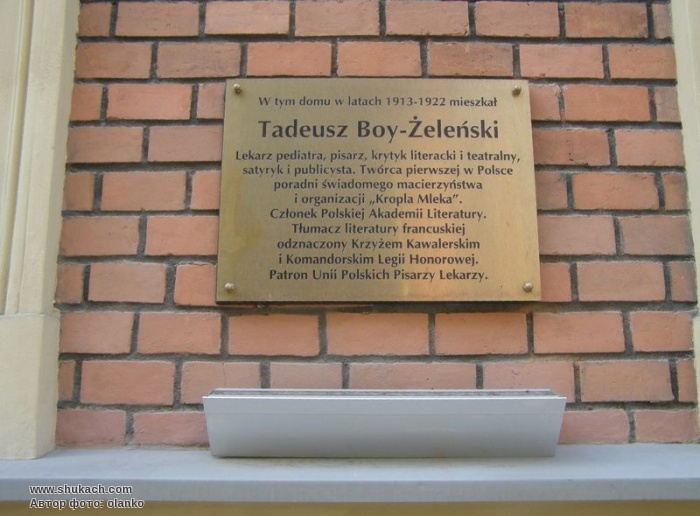 W tym domu w latach 1913-1922 mieszkał
Tadeusz Boy-Żeleński
Lekarz pediatra, pisarz, krytyk literacki i teatralny,
satyryk i publicysta. Twórca pierwszej w Polsce
poradni świadomego macierzyństwa
i organizacji „Kropla Mleka”.
Członek Polskiej Akademii Literatury.
Tłumacz literatury francuskiej
odznaczony Krzyżem Kawalerskim
i Komandorskim Legii Honorowej.
Patron Unii Polskich Pisarzy Lekarzy.
www.shukach.com
Автор фото: olanko